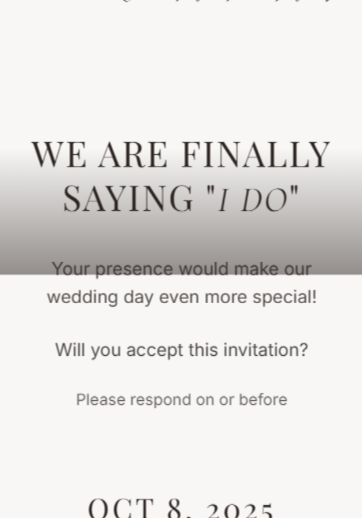 WE ARE FINALLY
SAYING "I DO"
Your presence would make our
wedding day even more special!
Will you accept this invitation?
Please respond on or before
OCT 8, 2025